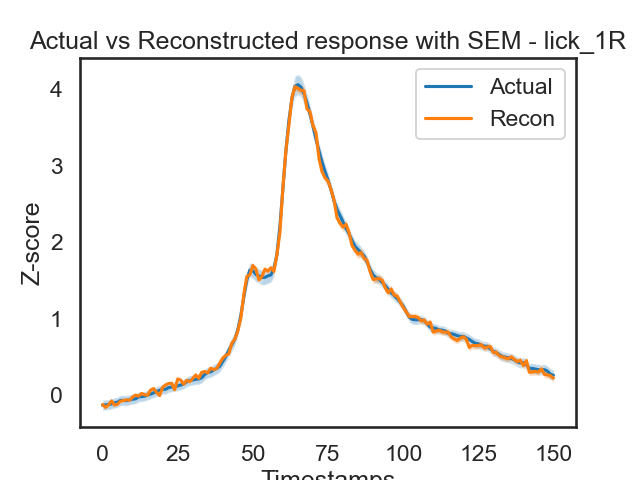 Actual vs Reconstructed response with SEM - lick_1R
Actual
Recon
Z-score
4
3
2
1
0
0 25 50 75 100 125 150
Timestamps